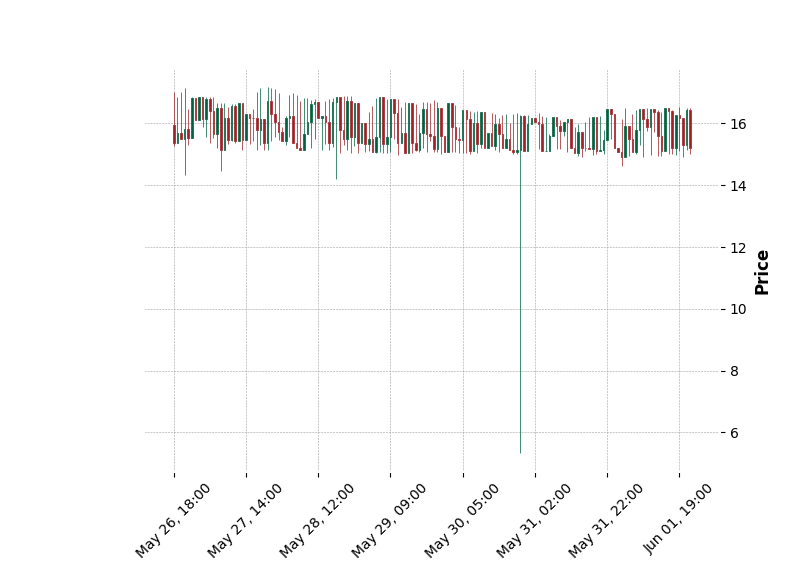 16
14
12
10
8
6
Price
May 26, 18:00
May 27, 14:00
May 28, 12:00
May 29, 09:00
May 30, 05:00
May 31, 02:00
May 31, 22:00
Jun 01, 19:00